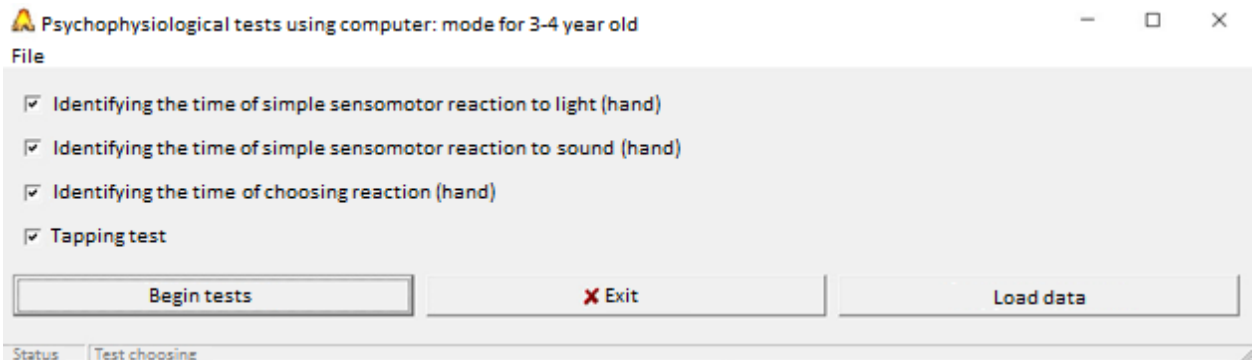 Psychophysiological tests using computer: mode for 3-4 year old
File
Identifying the time of simple sensomotor reaction to light (hand)
Identifying the time of simple sensomotor reaction to sound (hand)
Identifying the time of choosing reaction (hand)
Tapping test
Begin tests Exit Load data
Status Test choosing